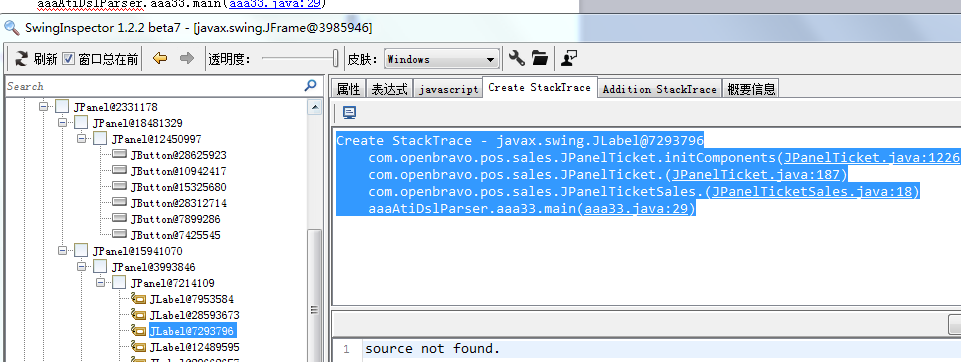 aaaAtiDslParser.aaa33.main(aaa33.java:29)
SwingInspector 1.2.2 beta7 - [javax.swing.JFrame@3985946]
刷新 窗口总在前 透明度: 皮肤: Windows
Search
属性 表达式 javascript Create StackTrace Addition StackTrace 概要信息
JPanel@2331178
JPanel@18481329
JPanel@12450997
JButton@28625923
JButton@10942417
JButton@15325680
JButton@28312714
JButton@7899286
JButton@7425545
JPanel@15941070
JPanel@3993846
JPanel@7214109
JLabel@7953584
JLabel@28593673
JLabel@7293796
JLabel@12489595
Create StackTrace - javax.swing.JLabel@7293796
com.openbravo.pos.sales.JPanelTicket.initComponents(JPanelTicket.java:1226
com.openbravo.pos.sales.JPanelTicket.(JPanelTicket.java:187)
com.openbravo.pos.sales.JPanelTicketSales.(JPanelTicketSales.java:18)
aaaAtiDslParser.aaa33.main(aaa33.java:29)
1 source not found.